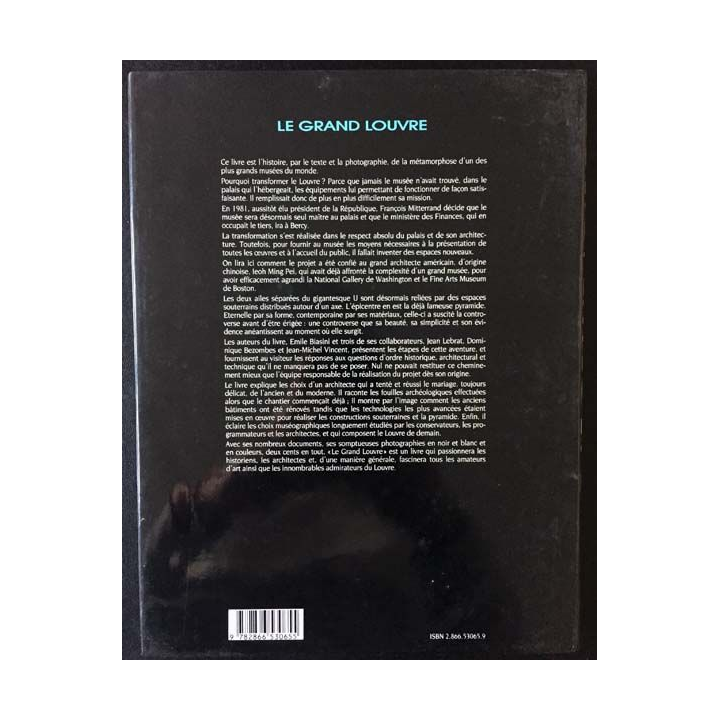 LE GRAND LOUVRE
Ce livre est l'histoire, par le texte et la photographie, de la métamorphose d'un des
plus grands musées du monde.
Pourquoi transformer le Louvre ? Parce que jamais le musée n'avait trouvé, dans le
palais qui l'hébergeait, les équipements lui permettant de fonctionner de façon satis-
faisante. Il remplissait donc de plus en plus difficilement sa mission.
En 1981, aussitôt élu président de la République, François Mitterrand décide que le
musée sera désormais seul maître au palais et que le ministère des Finances, qui en
occupait le tiers, ira à Bercy.
La transformation s'est réalisée dans le respect absolu du palais et de son architec-
ture. Toutefois, pour fournir au musée les moyens nécessaires à la présentation de
toutes les œuvres et à l'accueil du public, il fallait inventer des espaces nouveaux.
On lira ici comment le projet a été confié au grand architecte américain, d'origine
chinoise, Ieoh Ming Pei, qui avait déjà affronté la complexité d'un grand musée, pour
avoir efficacement agrandi la National Gallery de Washington et le Fine Arts Museum
de Boston.
Les deux ailes séparées du gigantesque U sont désormais reliées par des espaces
souterrains distribués autour d'un axe. L'épicentre en est la déjà fameuse pyramide.
Eternelle par sa forme, contemporaine par ses matériaux, celle-ci a suscité la contro-
verse avant d'être érigée : une controverse que sa beauté, sa simplicité et son évi-
dence anéantissent au moment où elle surgit.
Les auteurs du livre, Emile Biasini et trois de ses collaborateurs, Jean Lebrat, Domi-
nique Bezombes et Jean-Michel Vincent, présentent les étapes de cette aventure, et
fournissent au visiteur les réponses aux questions d'ordre historique, architectural et
technique qu'il ne manquera pas de se poser. Nul ne pouvait restituer ce chemine-
ment mieux que l'équipe responsable de la réalisation du projet dès son origine.
Le livre explique les choix d'un architecte qui a tenté et réussi le mariage, toujours
délicat, de l'ancien et du moderne. Il raconte les fouilles archéologiques effectuées
alors que le chantier commençait déjà ; il montre par l'image comment les anciens
bâtiments ont été rénovés tandis que les technologies les plus avancées étaient
mises en œuvre pour réaliser les constructions souterraines et la pyramide. Enfin, il
éclaire les choix muséographiques longuement étudiés par les conservateurs, les pro-
grammateurs et les architectes, et qui composent le Louvre de demain.
Avec ses nombreux documents, ses somptueuses photographies en noir et blanc et
en couleurs, deux cents en tout, «Le Grand Louvre» est un livre qui passionnera les
historiens, les architectes et, d'une manière générale, fascinera tous les amateurs
d'art ainsi que les innombrables admirateurs du Louvre.
9 782866 530655
ISBN 2.866.53065.9